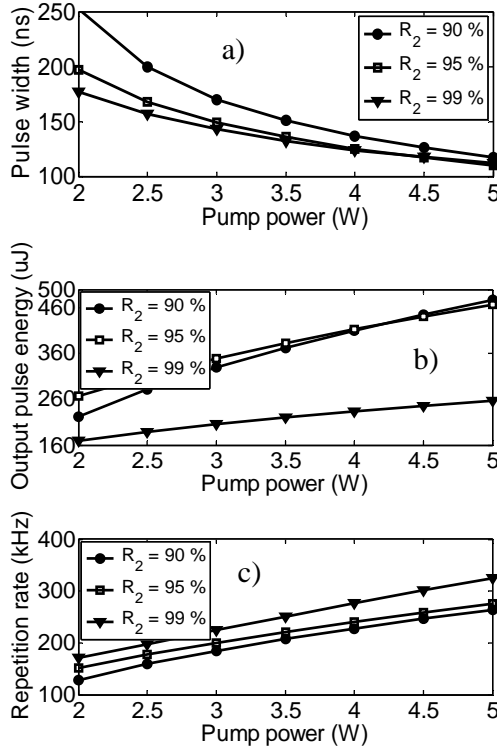 250
200
150
100
Pulse width (ns)
a)
R2 = 90 %
R2 = 95 %
R2 = 99 %
2 2.5 3 3.5 4 4.5 5
Pump power (W)
500
460
360
260
160
Output pulse energy (uJ)
R2 = 90 %
R2 = 95 %
R2 = 99 %
b)
2 2.5 3 3.5 4 4.5 5
Pump power (W)
400
300
200
100
Repetition rate (kHz)
R2 = 90 %
R2 = 95 %
R2 = 99 %
c)
2 2.5 3 3.5 4 4.5 5
Pump power (W)